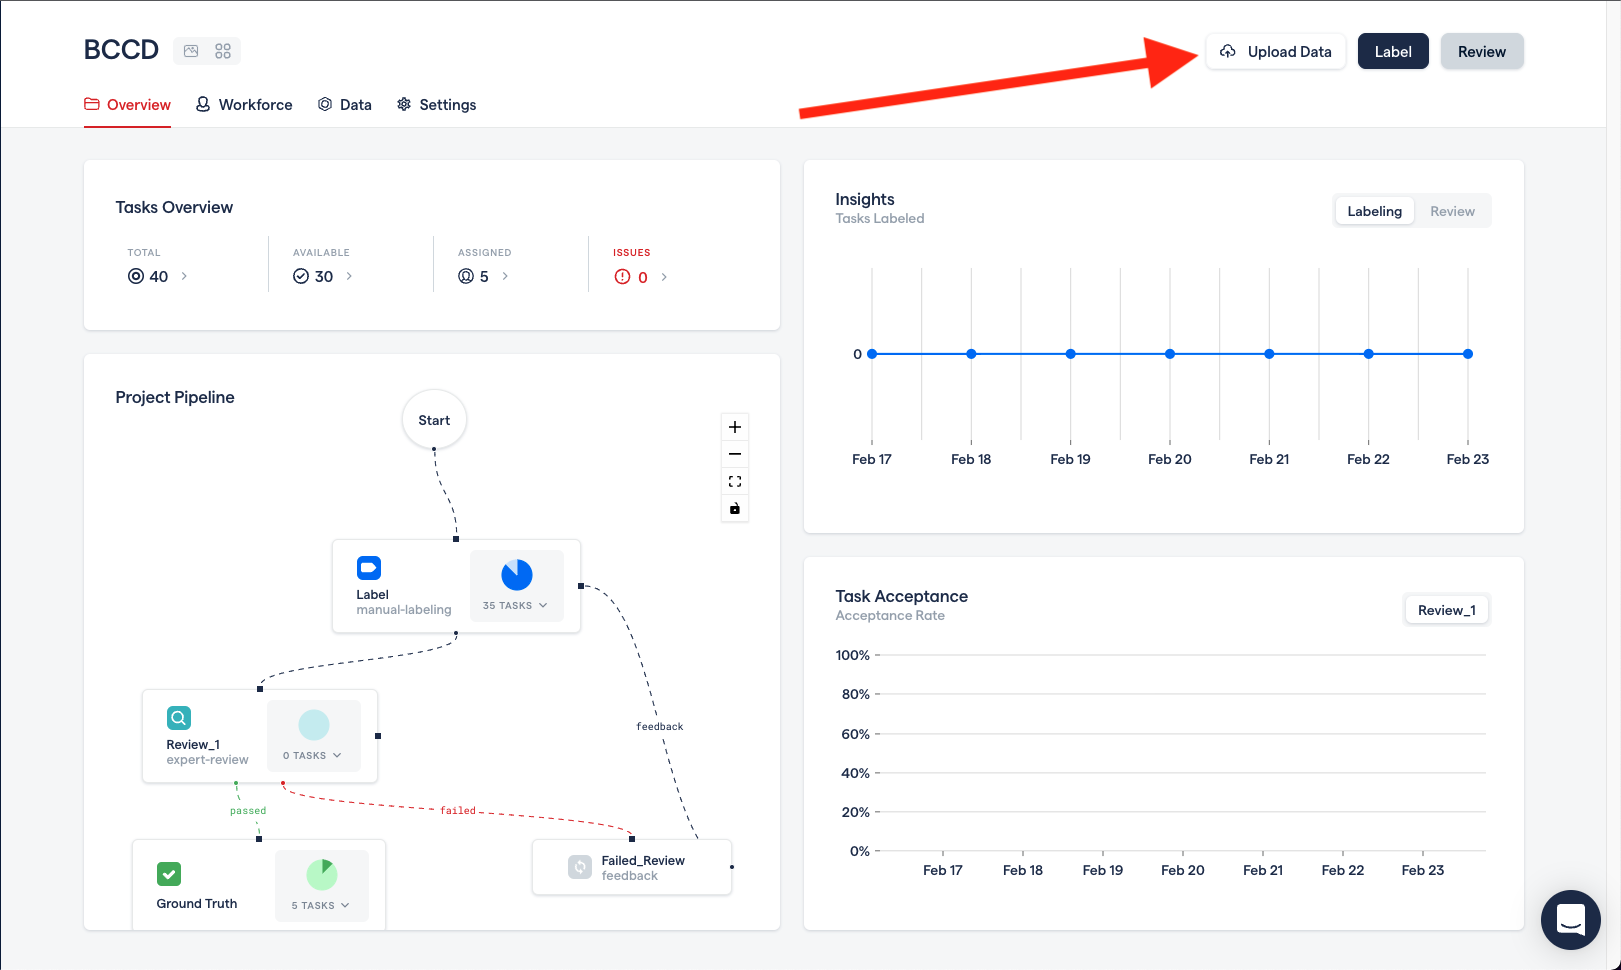 BCCD
Upload Data
Label
Review
Overview
Workforce
Data
Settings
Tasks Overview
TOTAL
40
AVAILABLE
30
ASSIGNED
5
ISSUES
0
Project Pipeline
Start
Label
manual-labeling
35 TASKS
feedback
Review_1
expert-review
0 TASKS
passed
failed
Ground Truth
5 TASKS
Failed_Review
feedback
Insights
Tasks Labeled
Labeling
Review
0
Feb 17
Feb 18
Feb 19
Feb 20
Feb 21
Feb 22
Feb 23
Task Acceptance
Acceptance Rate
Review_1
100%
80%
60%
40%
20%
0%
Feb 17
Feb 18
Feb 19
Feb 20
Feb 21
Feb 22
Feb 23